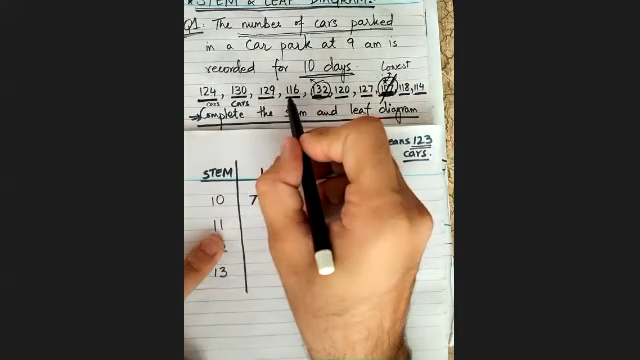 STEM & LEAF DIAGRAM.
Q1: The number of cars parked
in a car park at 9 am is
recorded for 10 days. Lowest
124, 130, 129, 116, 132, 120, 127, 118, 114
cars cars
Complete the and leaf diagram
means 123
cars.
STEM
10 7
11
13